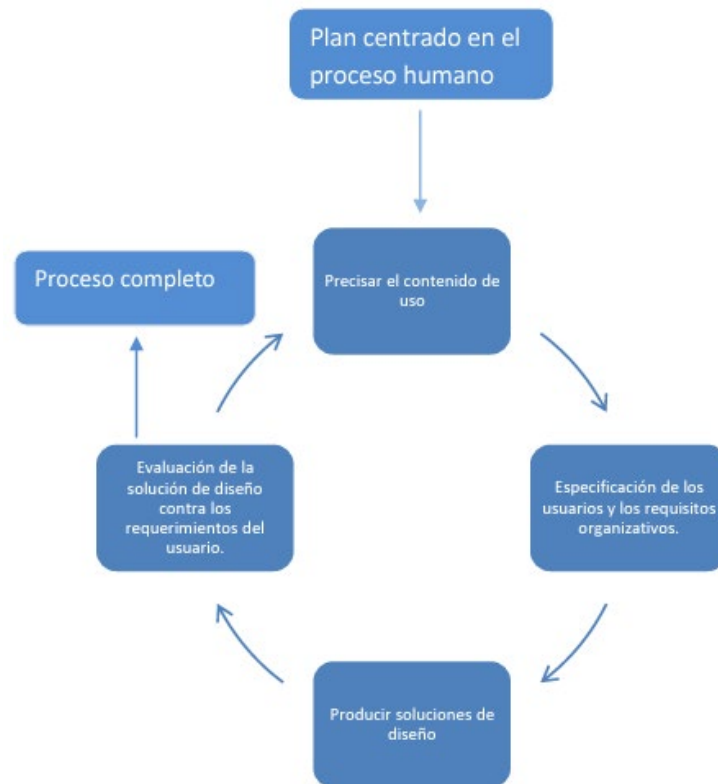 Plan centrado en el
proceso humano
Precisar el contenido de
uso
Proceso completo
Evaluación de la
solución de diseño
contra los
requerimientos del
usuario.
Especificación de los
usuarios y los requisitos
organizativos.
Producir soluciones de
diseño